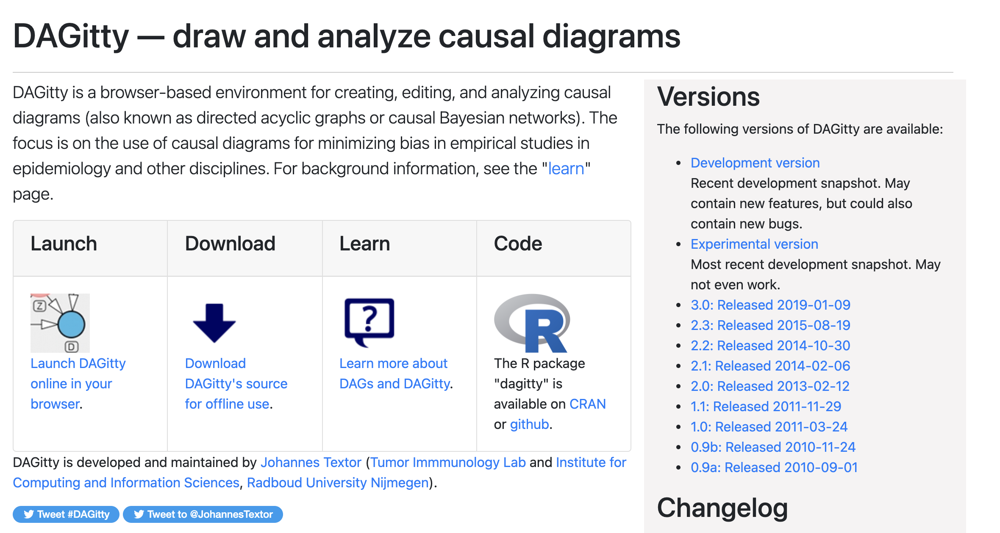 DAGitty — draw and analyze causal diagrams
DAGitty is a browser-based environment for creating, editing, and analyzing causal
diagrams (also known as directed acyclic graphs or causal Bayesian networks). The
focus is on the use of causal diagrams for minimizing bias in empirical studies in
epidemiology and other disciplines. For background information, see the "learn"
page.
Launch
Z
D
Launch DAGitty
online in your
browser.
Download
Download
DAGitty's source
for offline use.
Learn
?
Learn more about
DAGs and DAGitty.
Code
R
The R package
"dagitty" is
available on CRAN
or github.
DAGitty is developed and maintained by Johannes Textor (Tumor Immmunology Lab and Institute for
Computing and Information Sciences, Radboud University Nijmegen).
Tweet #DAGitty
Tweet to @JohannesTextor
Versions
The following versions of DAGitty are available:
• Development version
Recent development snapshot. May
contain new features, but could also
contain new bugs.
• Experimental version
Most recent development snapshot. May
not even work.
• 3.0: Released 2019-01-09
• 2.3: Released 2015-08-19
• 2.2: Released 2014-10-30
• 2.1: Released 2014-02-06
• 2.0: Released 2013-02-12
• 1.1: Released 2011-11-29
• 1.0: Released 2011-03-24
• 0.9b: Released 2010-11-24
• 0.9a: Released 2010-09-01
Changelog